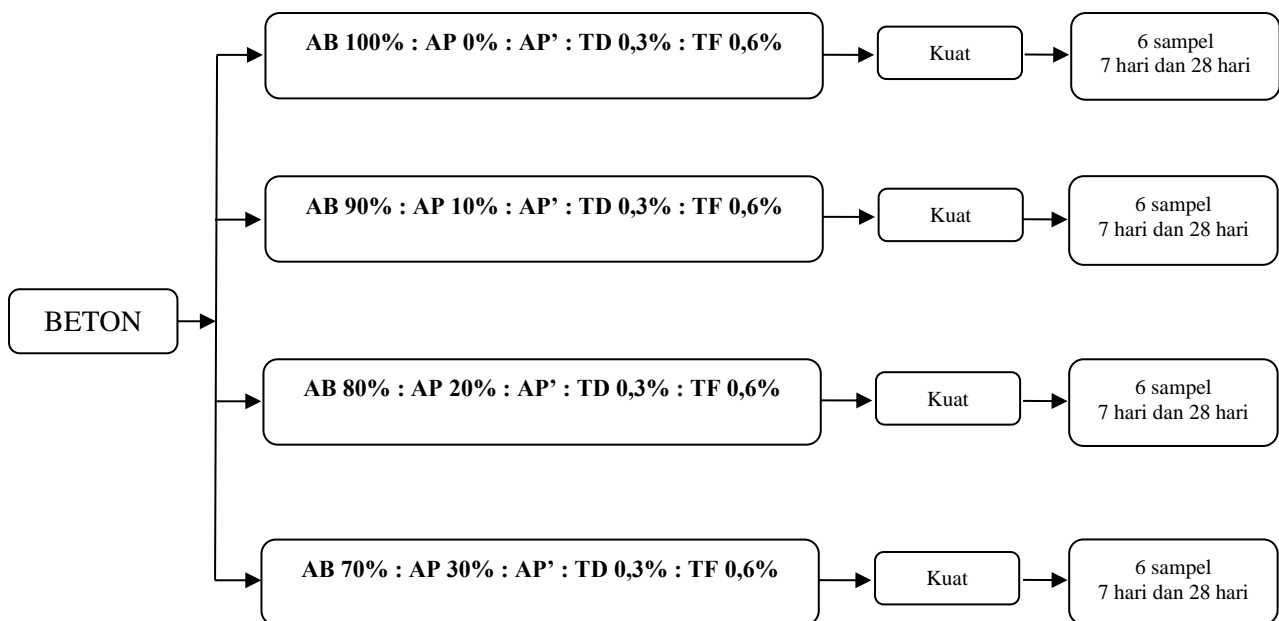 AB 100% : AP 0% : AP’ : TD 0,3% : TF 0,6%
Kuat
6 sampel
7 hari dan 28 hari
AB 90% : AP 10% : AP’ : TD 0,3% : TF 0,6%
Kuat
6 sampel
7 hari dan 28 hari
BETON
AB 80% : AP 20% : AP’ : TD 0,3% : TF 0,6%
Kuat
6 sampel
7 hari dan 28 hari
AB 70% : AP 30% : AP’ : TD 0,3% : TF 0,6%
Kuat
6 sampel
7 hari dan 28 hari